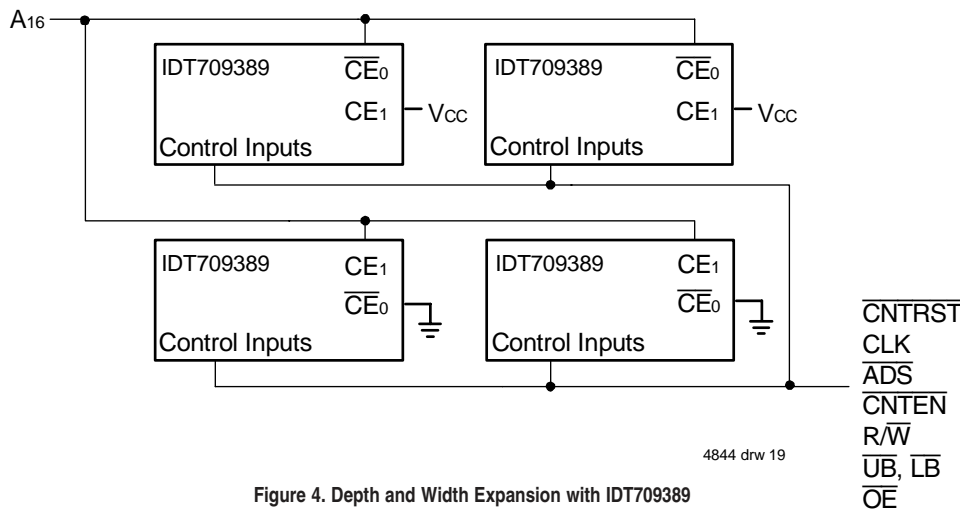 A16
IDT709389 CE0
CE1 VCC
Control Inputs
IDT709389 CE0
CE1 VCC
Control Inputs
IDT709389 CE1
CE0
Control Inputs
IDT709389 CE1
CE0
Control Inputs
CNTRST
CLK
ADS
CNTEN
R/W
UB, LB
OE
4844 drw 19
Figure 4. Depth and Width Expansion with IDT709389